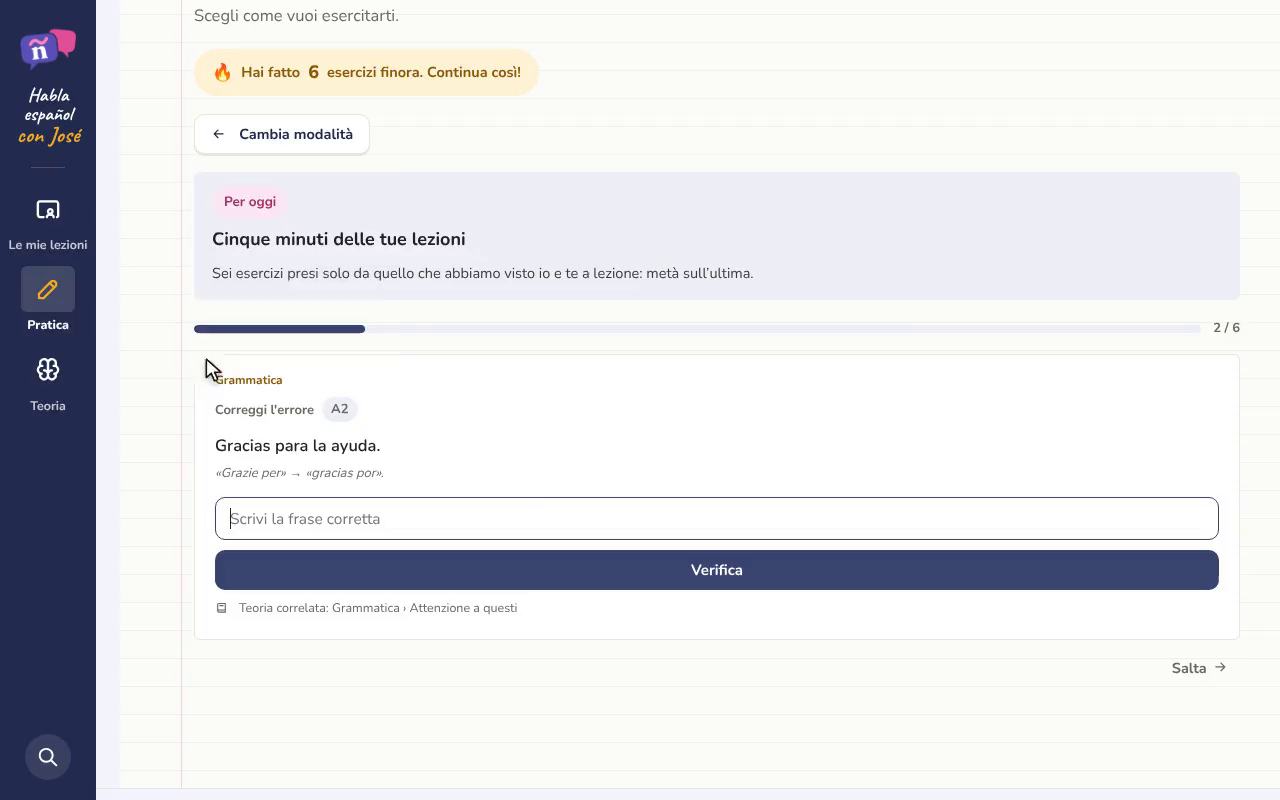 ñ
Habla
español
con José
Le mie lezioni
Pratica
Teoria
Scegli come vuoi esercitarti.
🔥 Hai fatto 6 esercizi finora. Continua così!
← Cambia modalità
Per oggi
Cinque minuti delle tue lezioni
Sei esercizi presi solo da quello che abbiamo visto io e te a lezione: metà sull’ultima.
2 / 6
Grammatica
Correggi l'errore A2
Gracias para la ayuda.
«Grazie per» → «gracias por».
Scrivi la frase corretta
Verifica
Teoria correlata: Grammatica › Attenzione a questi
Salta →